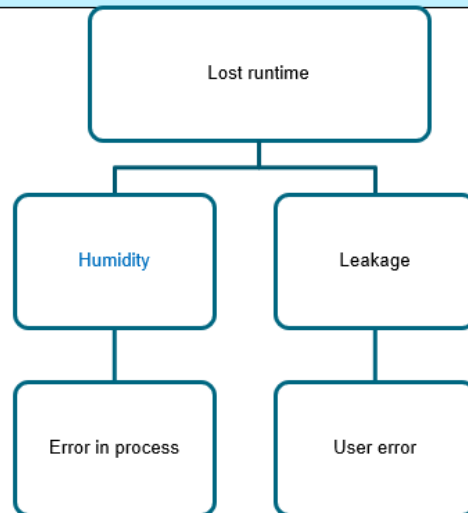 Lost runtime
Humidity
Leakage
Error in process
User error